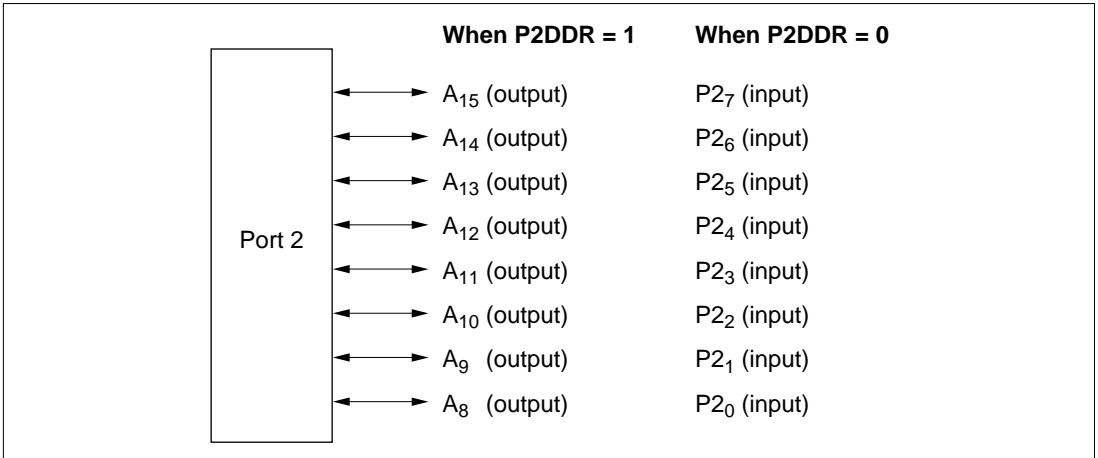 When P2DDR = 1 When P2DDR = 0
A15 (output) P27 (input)
A14 (output) P26 (input)
A13 (output) P25 (input)
Port 2 A12 (output) P24 (input)
A11 (output) P23 (input)
A10 (output) P22 (input)
A9 (output) P21 (input)
A8 (output) P20 (input)